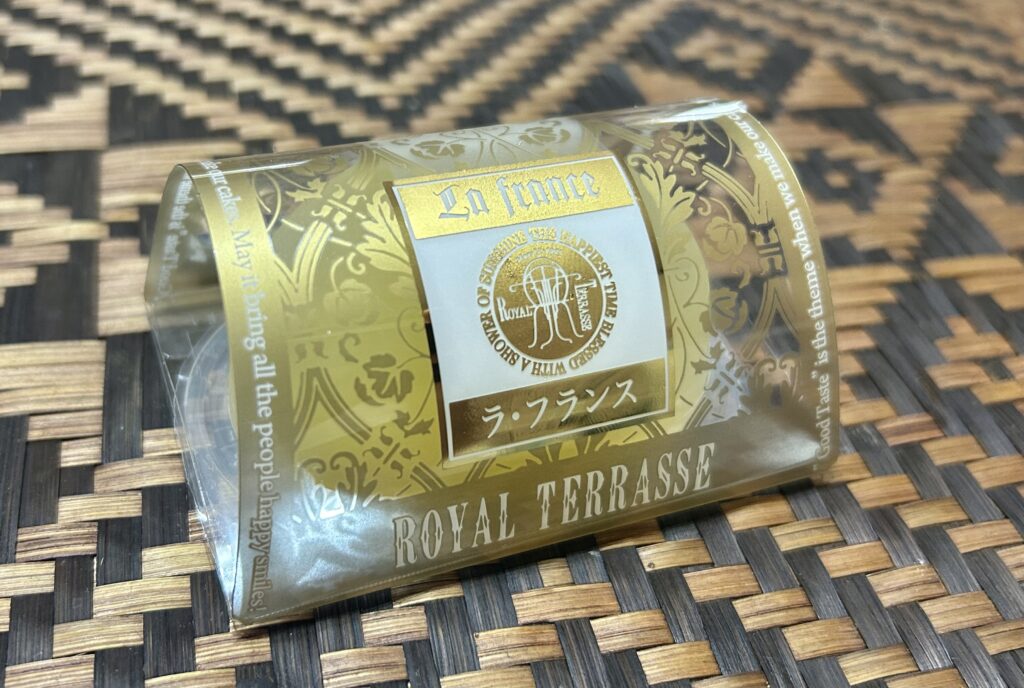 La france
A SHOWER OF SUNSHINE THE HAPPIEST TIME BLESSED WITH
ROYAL TERRASSE
ラ・フランス
ROYAL TERRASSE
cakes. May it bring all the people happy smiles.
"Good Taste" is the theme when we make our